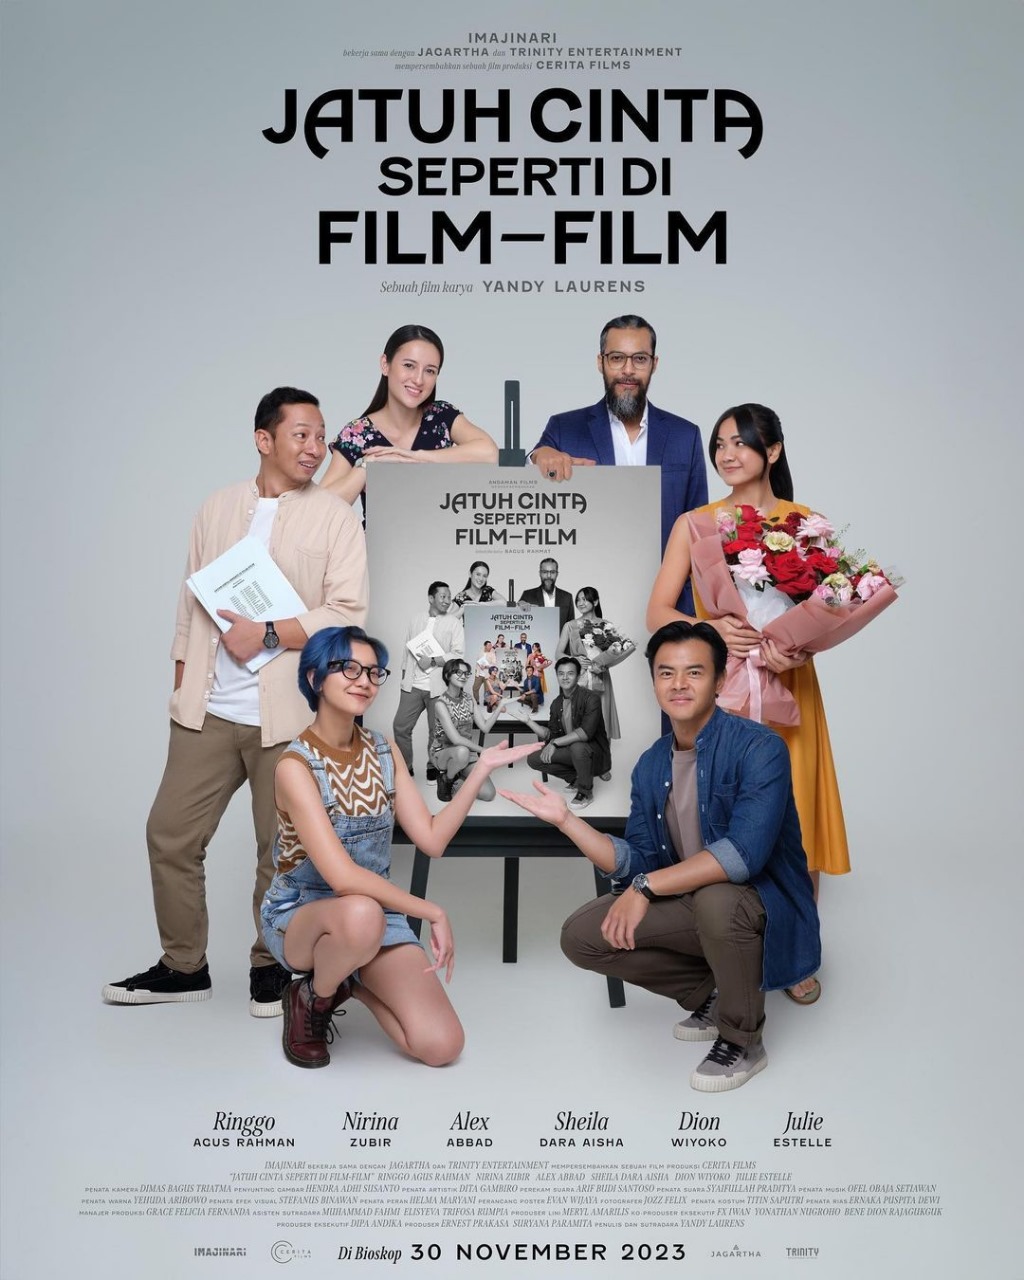 IMAJINARI
bekerja sama dengan JAGARTHA dan TRINITY ENTERTAINMENT
mempersembahkan sebuah film produksi CERITA FILMS
JATUH CINTA
SEPERTI DI
FILM-FILM
Sebuah film karya YANDY LAURENS
ANDAMAN FILMS
JATUH CINTA
SEPERTI DI
FILM-FILM
BAGUS RAHMAT
JATUH CINTA
SEPERTI DI
FILM-FILM
Ringgo Nirina Alex Sheila Dion Julie
AGUS RAHMAN ZUBIR ABBAD DARA AISHA WIYOKO ESTELLE
IMAJINARI BEKERJA SAMA DENGAN JAGARTHA DAN TRINITY ENTERTAINMENT MEMPERSEMBAHKAN SEBUAH FILM PRODUKSI CERITA FILMS
"JATUH CINTA SEPERTI DI FILM-FILM" RINGGO AGUS RAHMAN NIRINA ZUBIR ALEX ABBAD SHEILA DARA AISHA DION WIYOKO JULIE ESTELLE
PENATA KAMERA DIMAS BAGUS TRIATMA PENYUNTING GAMBAR HENDRA ADHI SUSANTO PENATA ARTISTIK DITA GAMBIRO PEREKAM SUARA ARIF BUDI SANTOSO PENATA SUARA SYAIFULLAH PRADITYA PENATA MUSIK OFEL OBAJA SETIAWAN
PENATA WARNA YEHUDA ARIBOWO PENATA EFEK VISUAL STEFANUS BINAWAN PENATA PERAN HELMA MARYANI PERANCANG POSTER EVAN WIJAYA FOTOGRAFER JOZZ FELIX PENATA KOSTUM TITIN SAPUTRI PENATA RIAS ERNAKA PUSPITA DEWI
MANAJER PRODUKSI GRACE FELICIA FERNANDA ASISTEN SUTRADARA MUHAMMAD FAHMI ELISYEVA TRIFOSA RUMPIA PRODUSER LINI MERYL AMARILIS KO-PRODUSER EKSEKUTIF FX IWAN YONATHAN NUGROHO BENE DION RAJAGUKGUK
PRODUSER EKSEKUTIF DIPA ANDIKA PRODUSER ERNEST PRAKASA SURYANA PARAMITA PENULIS DAN SUTRADARA YANDY LAURENS
IMAJINARI CERITA FILMS Di Bioskop 30 NOVEMBER 2023 JAGARTHA TRINITY